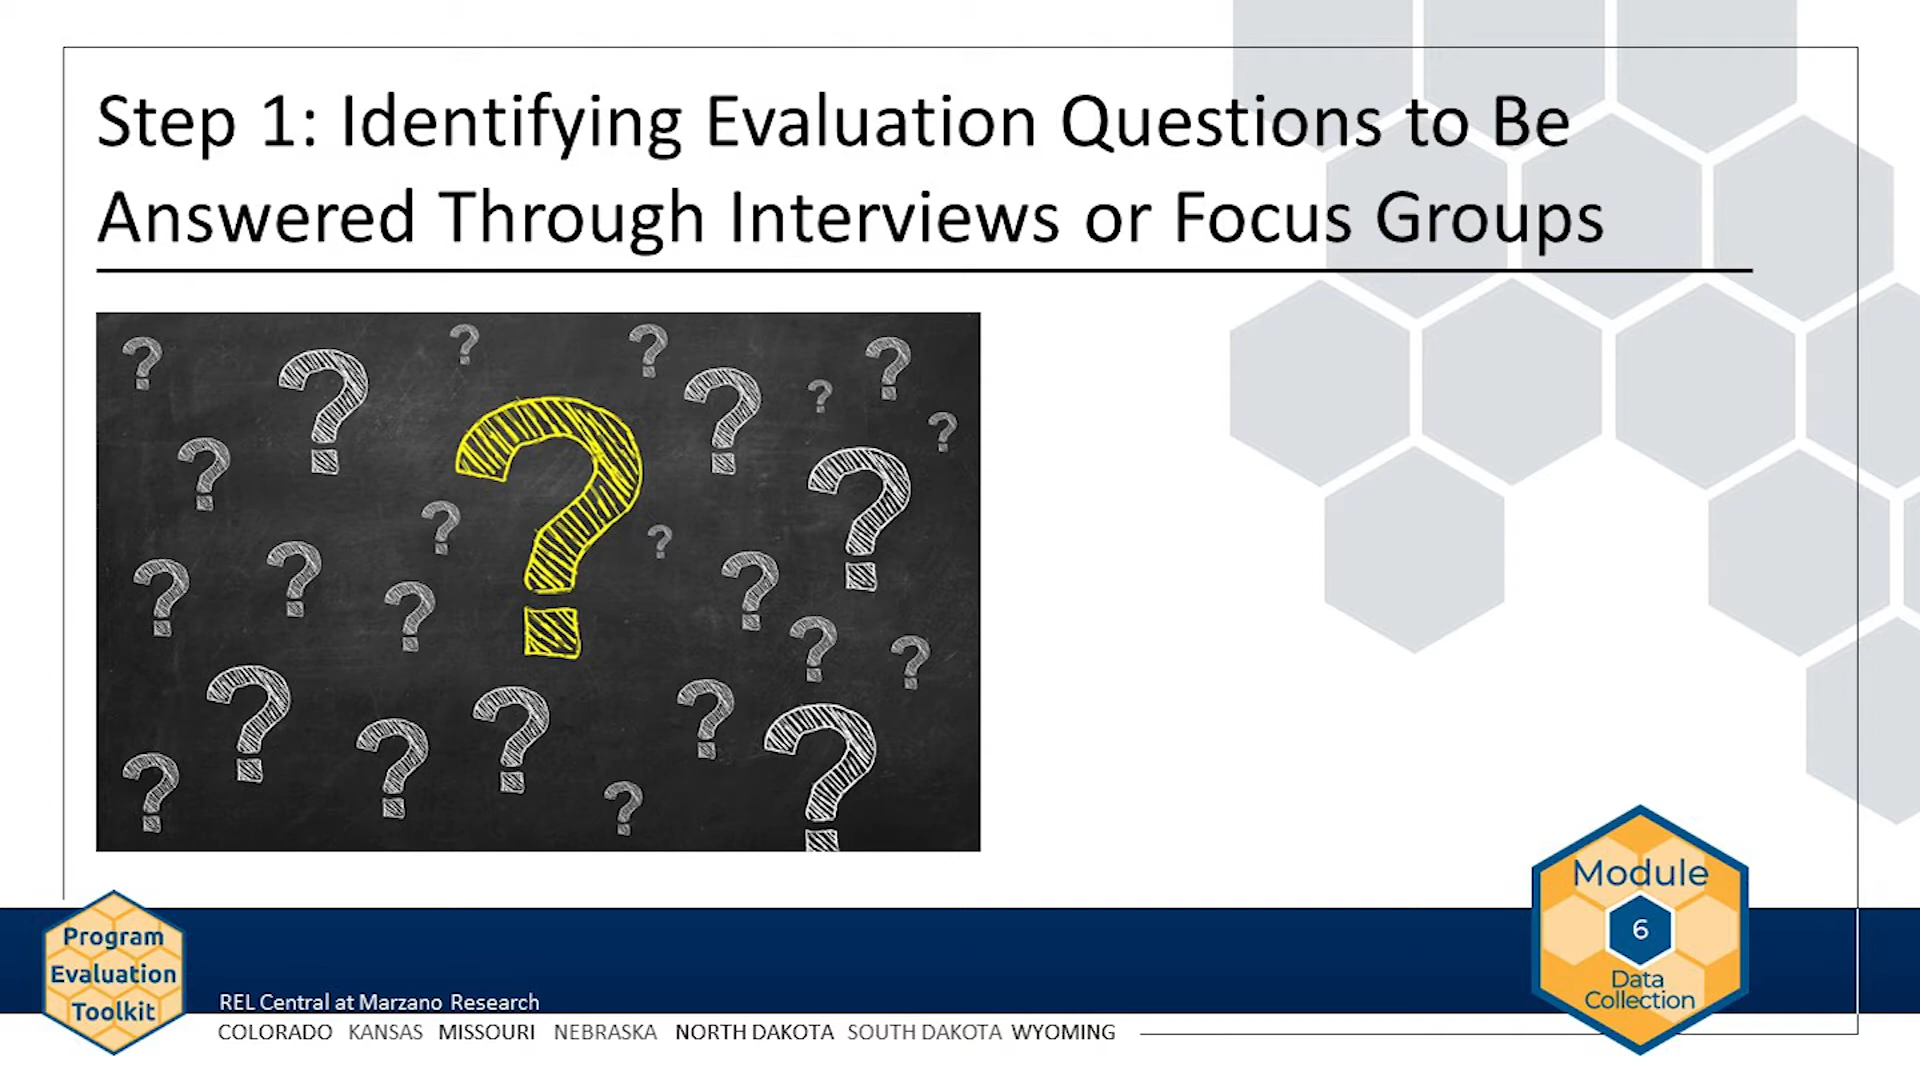 Step 1: Identifying Evaluation Questions to Be
Answered Through Interviews or Focus Groups
Module
6
Data
Collection
Program
Evaluation
Toolkit
REL Central at Marzano Research
COLORADO KANSAS MISSOURI NEBRASKA NORTH DAKOTA SOUTH DAKOTA WYOMING